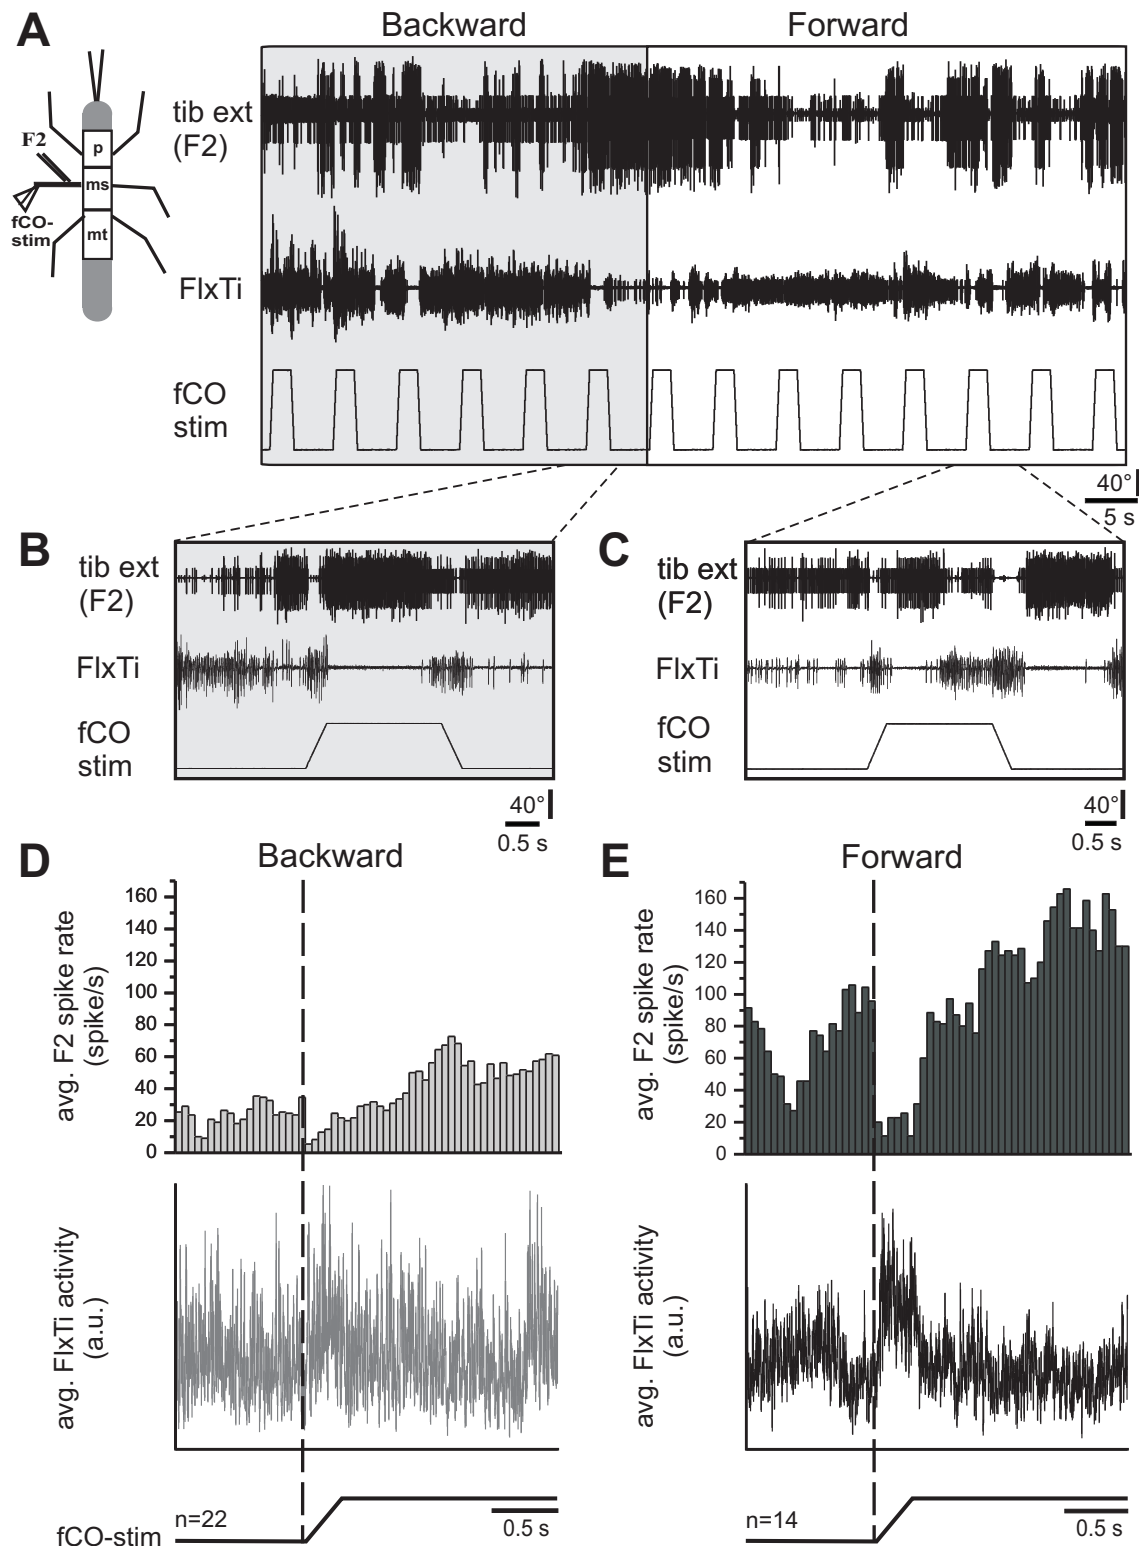 A
Backward
Forward
tib ext
(F2)
FlxTi
fCO
stim
F2
p
ms
mt
fCO-
stim
40°
5 s
B
tib ext
(F2)
FlxTi
fCO
stim
40°
0.5 s
C
tib ext
(F2)
FlxTi
fCO
stim
40°
0.5 s
D
Backward
avg. F2 spike rate
(spike/s)
160
140
120
100
80
60
40
20
0
avg. FlxTi activity
(a.u.)
fCO-stim
n=22
0.5 s
E
Forward
avg. F2 spike rate
(spike/s)
160
140
120
100
80
60
40
20
0
avg. FlxTi activity
(a.u.)
n=14
0.5 s